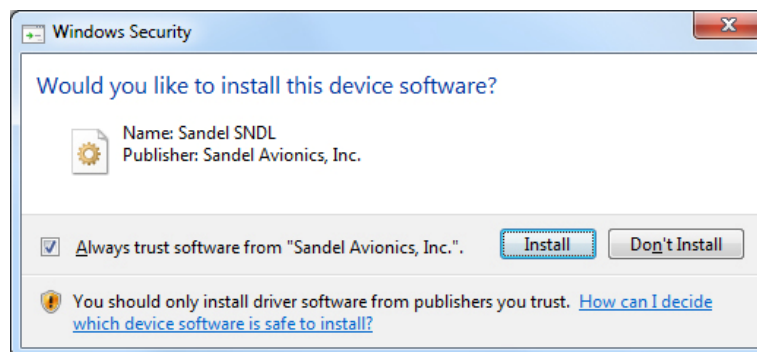 Windows Security
Would you like to install this device software?
Name: Sandel SNDL
Publisher: Sandel Avionics, Inc.
Always trust software from "Sandel Avionics, Inc.".
Install
Don't Install
You should only install driver software from publishers you trust. How can I decide
which device software is safe to install?